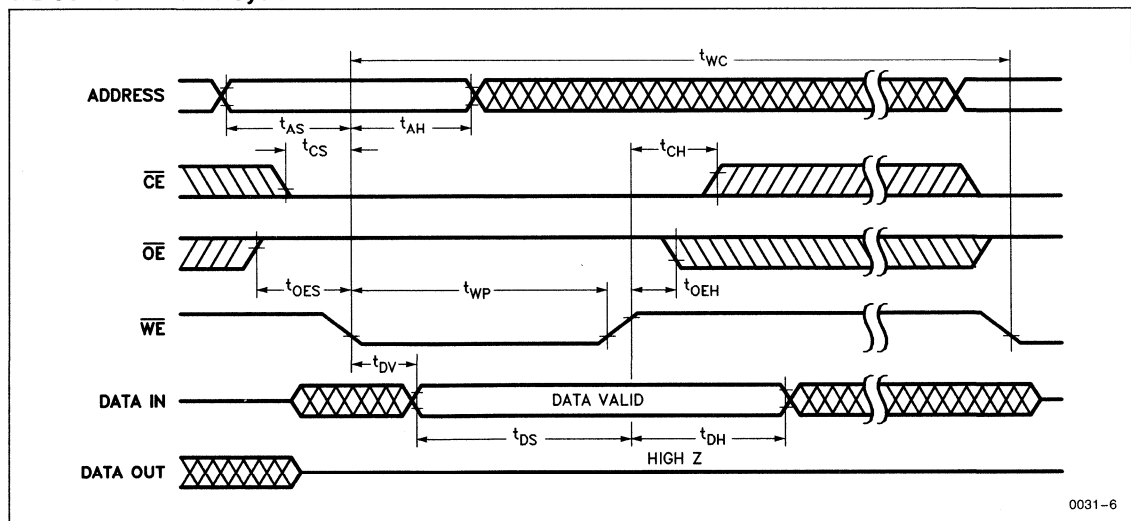 tWC
ADDRESS
tAS
tAH
tCS
tCH
CE
OE
tOES
tWP
tOEH
WE
tDV
DATA IN
DATA VALID
tDS
tDH
HIGH Z
DATA OUT
0031-6